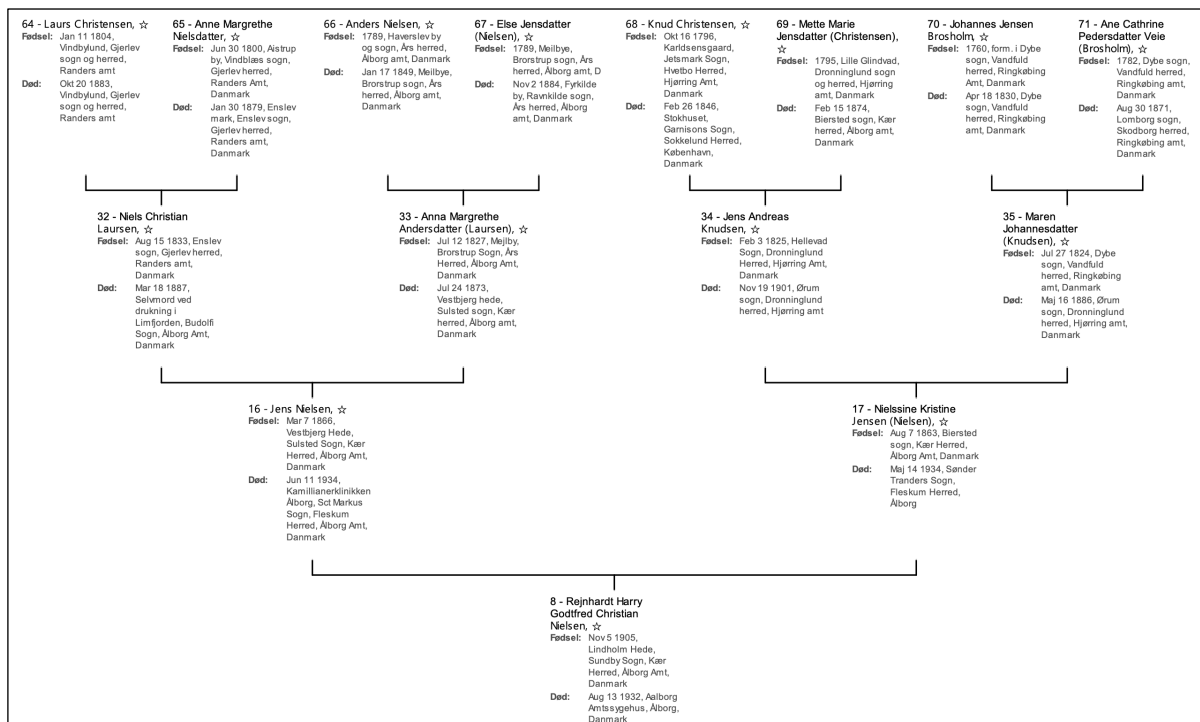 64 - Laurs Christensen, ☆
Fødsel: Jan 11 1804,
Vindbylund, Gjerlev
sogn og herred,
Randers amt
Død: Okt 20 1883,
Vindbylund, Gjerlev
sogn og herred,
Randers amt
65 - Anne Margrethe
Nielsdatter, ☆
Fødsel: Jun 30 1800, Aistrup
by, Vindblæs sogn,
Gjerlev herred,
Randers Amt,
Danmark
Død: Jan 30 1879, Enslev
mark, Enslev sogn,
Gjerlev herred,
Randers amt,
Danmark
66 - Anders Nielsen, ☆
Fødsel: 1789, Haverslev by
og sogn, Års herred,
Ålborg amt, Danmark
Død: Jan 17 1849, Meilbye,
Brorstrup sogn, Års
herred, Ålborg amt,
Danmark
67 - Else Jensdatter
(Nielsen), ☆
Fødsel: 1789, Meilbye,
Brorstrup sogn, Års
herred, Ålborg amt, D
Død: Nov 2 1884, Fyrkilde
by, Ravnkilde sogn,
Års herred, Ålborg
amt, Danmark
68 - Knud Christensen, ☆
Fødsel: Okt 16 1796,
Karldsensgaard,
Jetsmark Sogn,
Hvetbo Herred,
Hjørring Amt,
Danmark
Død: Feb 26 1846,
Stokhuset,
Garnisons Sogn,
Sokkelund Herred,
København,
Danmark
69 - Mette Marie
Jensdatter (Christensen),
☆
Fødsel: 1795, Lille Glindvad,
Dronninglund sogn
og herred, Hjørring
amt, Danmark
Død: Feb 15 1874,
Biersted sogn, Kær
herred, Ålborg amt,
Danmark
70 - Johannes Jensen
Brosholm, ☆
Fødsel: 1760, form. i Dybe
sogn, Vandfuld
herred, Ringkøbing
Amt, Danmark
Død: Apr 18 1830, Dybe
sogn, Vandfuld
herred, Ringkøbing
amt, Danmark
71 - Ane Cathrine
Pedersdatter Veie
(Brosholm), ☆
Fødsel: 1782, Dybe sogn,
Vandfuld herred,
Ringkøbing amt,
Danmark
Død: Aug 30 1871,
Lomborg sogn,
Skodborg herred,
Ringkøbing amt,
Danmark
32 - Niels Christian
Laursen, ☆
Fødsel: Aug 15 1833, Enslev
sogn, Gjerlev herred,
Randers amt,
Danmark
Død: Mar 18 1887,
Selvmord ved
drukning i
Limfjorden, Budolfi
Sogn, Ålborg Amt,
Danmark
33 - Anna Margrethe
Andersdatter (Laursen), ☆
Fødsel: Jul 12 1827, Mejlby,
Brorstrup Sogn, Års
Herred, Ålborg Amt,
Danmark
Død: Jul 24 1873,
Vestbjerg hede,
Sulsted sogn, Kær
herred, Ålborg amt,
Danmark
34 - Jens Andreas
Knudsen, ☆
Fødsel: Feb 3 1825, Hellevad
Sogn, Dronninglund
Herred, Hjørring Amt,
Danmark
Død: Nov 19 1901, Ørum
sogn, Dronninglund
herred, Hjørring amt
35 - Maren
Johannesdatter
(Knudsen), ☆
Fødsel: Jul 27 1824, Dybe
sogn, Vandfuld
herred, Ringkøbing
amt, Danmark
Død: Maj 16 1886, Ørum
sogn, Dronninglund
herred, Hjørring amt,
Danmark
16 - Jens Nielsen, ☆
Fødsel: Mar 7 1866,
Vestbjerg Hede,
Sulsted Sogn, Kær
Herred, Ålborg Amt,
Danmark
Død: Jun 11 1934,
Kamillianerklinikken
Ålborg, Sct Markus
Sogn, Fleskum
Herred, Ålborg Amt,
Danmark
17 - Nielssine Kristine
Jensen (Nielsen), ☆
Fødsel: Aug 7 1863, Biersted
sogn, Kær Herred,
Ålborg Amt, Danmark
Død: Maj 14 1934, Sønder
Tranders Sogn,
Fleskum Herred,
Ålborg
8 - Rejnhardt Harry
Godtfred Christian
Nielsen, ☆
Fødsel: Nov 5 1905,
Lindholm Hede,
Sundby Sogn, Kær
Herred, Ålborg Amt,
Danmark
Død: Aug 13 1932, Aalborg
Amtssygehus, Ålborg,
Danmark